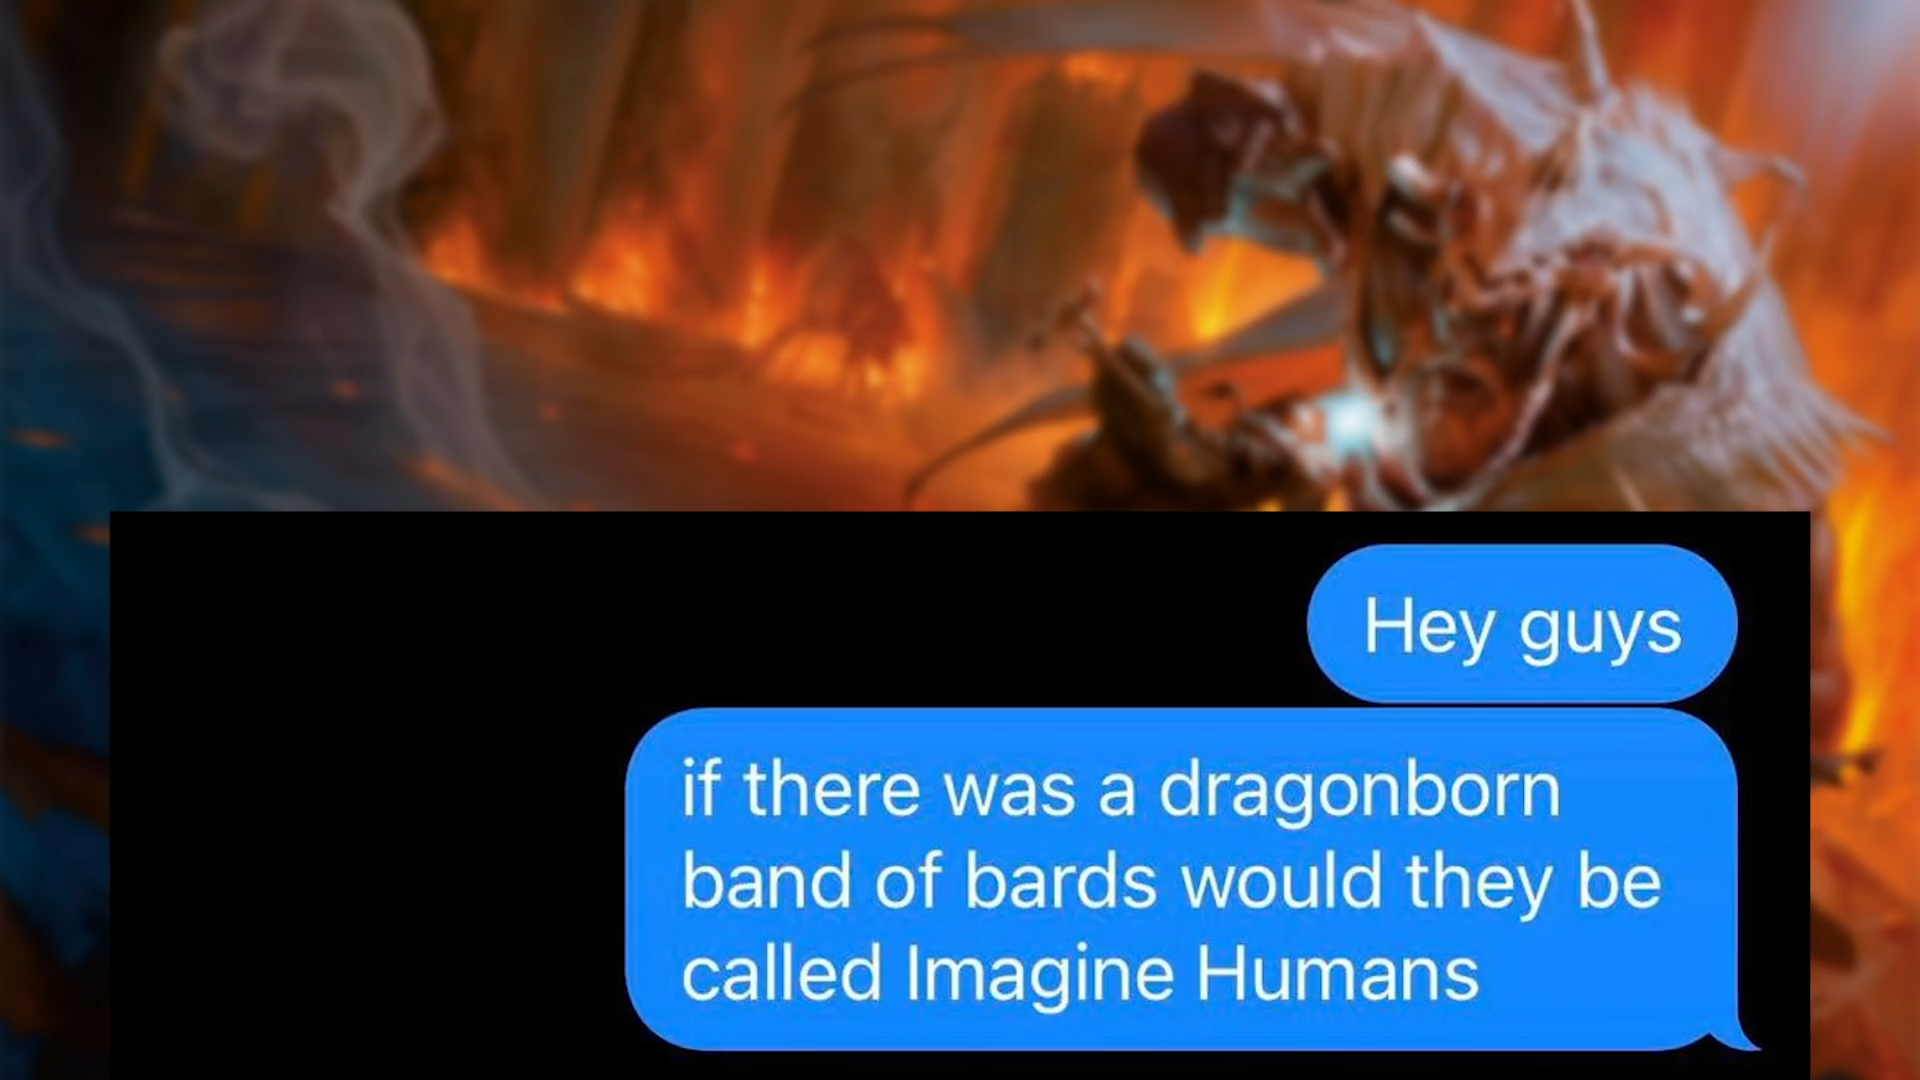 Hey guys
if there was a dragonborn
band of bards would they be
called Imagine Humans